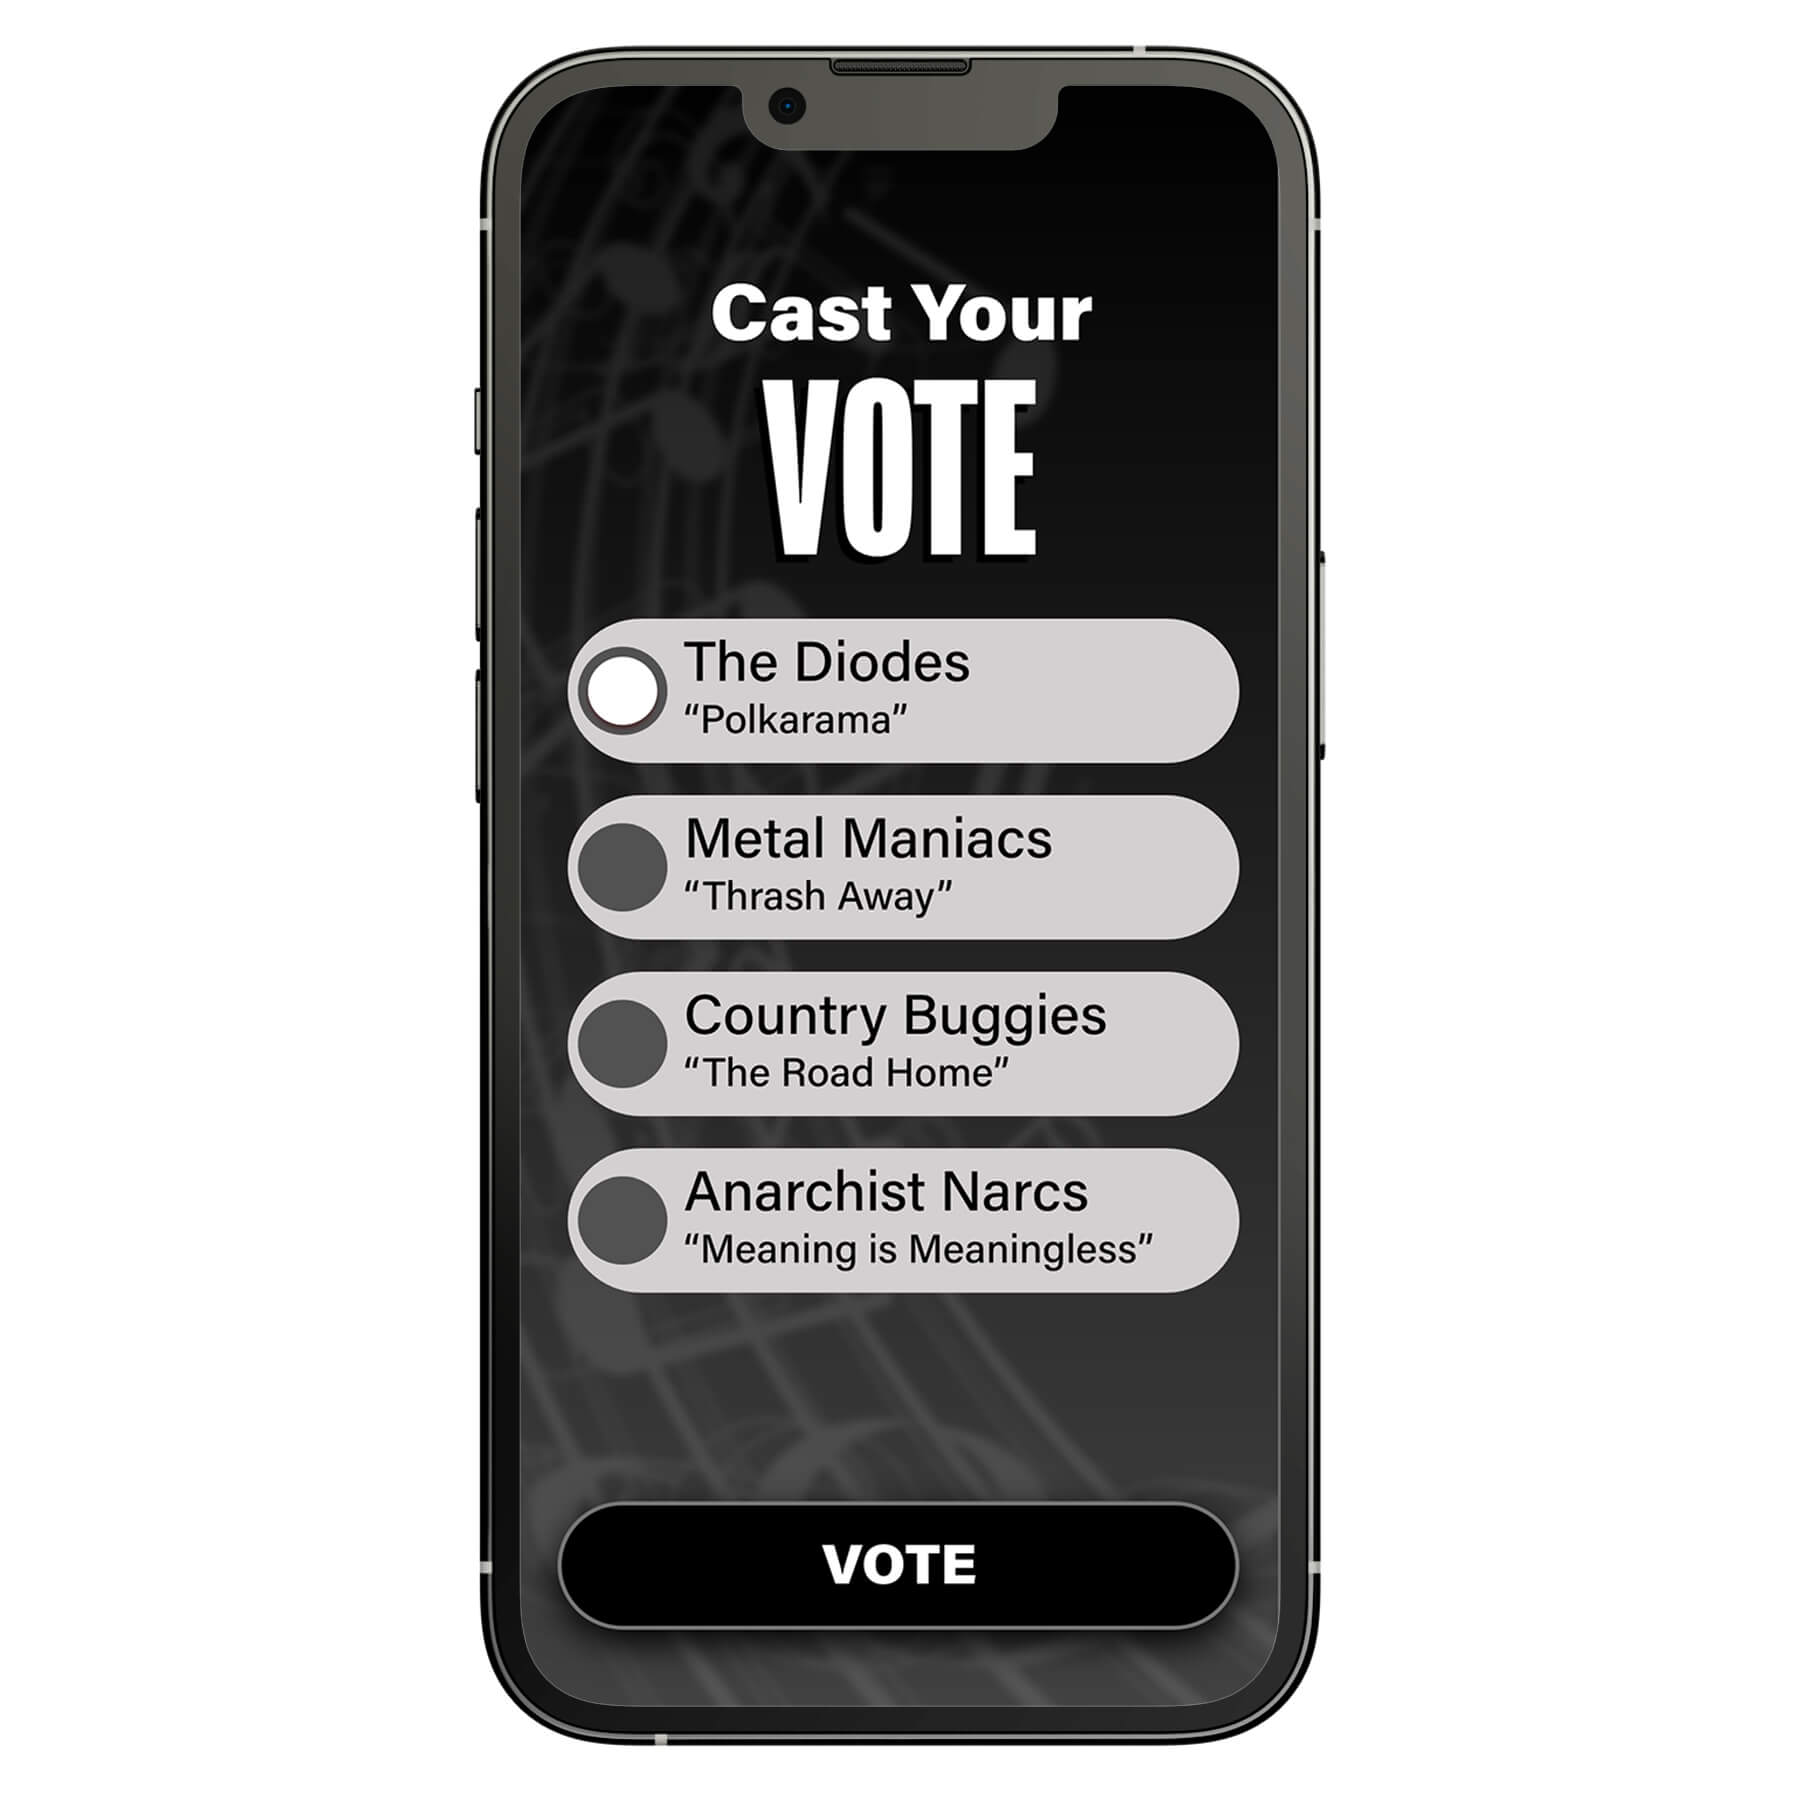 Cast Your
VOTE
The Diodes
“Polkarama”
Metal Maniacs
“Thrash Away”
Country Buggies
“The Road Home”
Anarchist Narcs
“Meaning is Meaningless”
VOTE